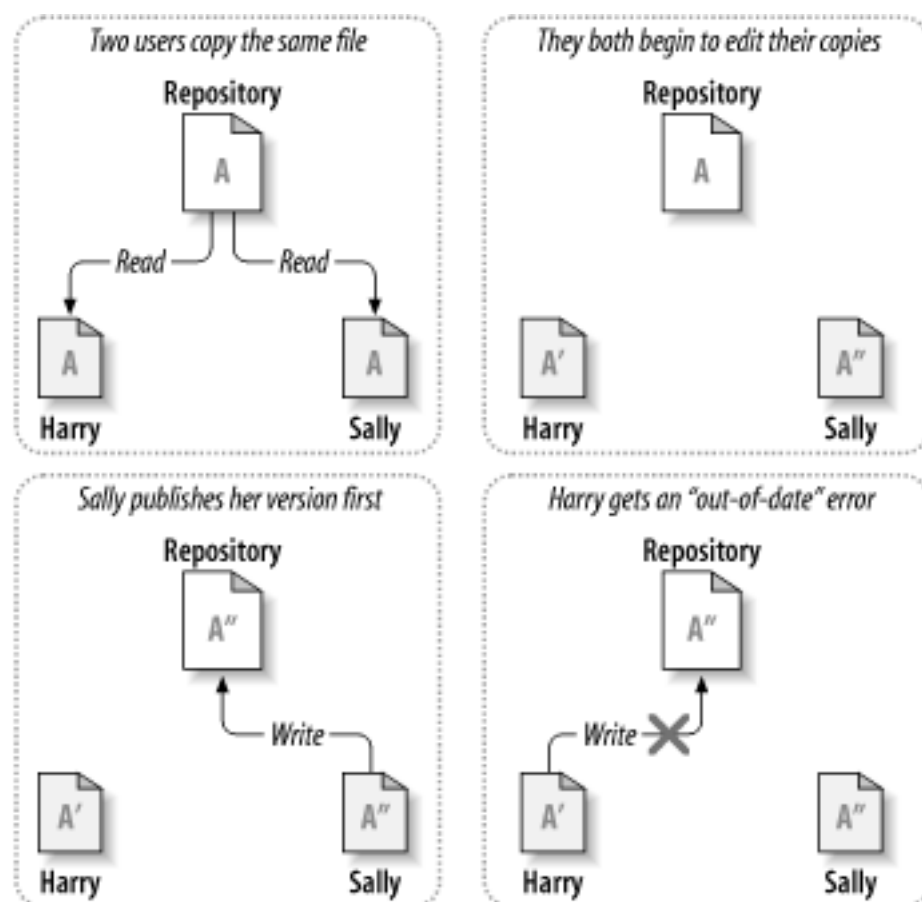 Two users copy the same file
Repository
A
Read Read
A A
Harry Sally
They both begin to edit their copies
Repository
A
A′ A″
Harry Sally
Sally publishes her version first
Repository
A″
Write
A′ A″
Harry Sally
Harry gets an “out-of-date” error
Repository
A″
Write
A′ A″
Harry Sally